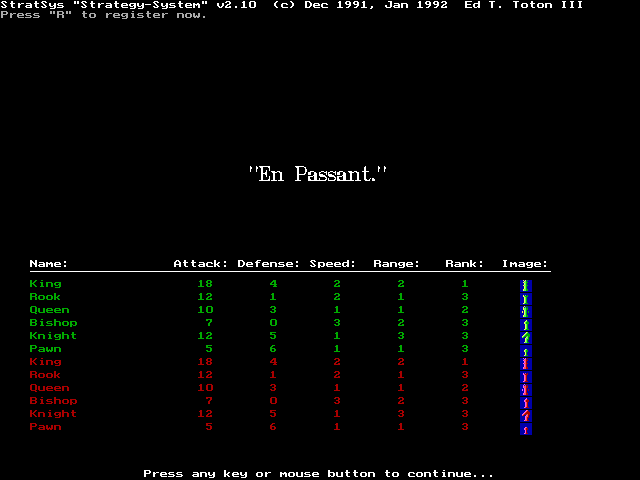 StratSys "Strategy-System" v2.10 (c) Dec 1991, Jan 1992 Ed T. Toton III
Press "R" to register now.
"En Passant."
Name: Attack: Defense: Speed: Range: Rank: Image:
King 18 4 2 2 1
Rook 12 1 2 1 3
Queen 10 3 1 1 2
Bishop 7 0 3 2 3
Knight 12 5 1 3 3
Pawn 5 6 1 1 3
King 18 4 2 2 1
Rook 12 1 2 1 3
Queen 10 3 1 1 2
Bishop 7 0 3 2 3
Knight 12 5 1 3 3
Pawn 5 6 1 1 3
Press any key or mouse button to continue...